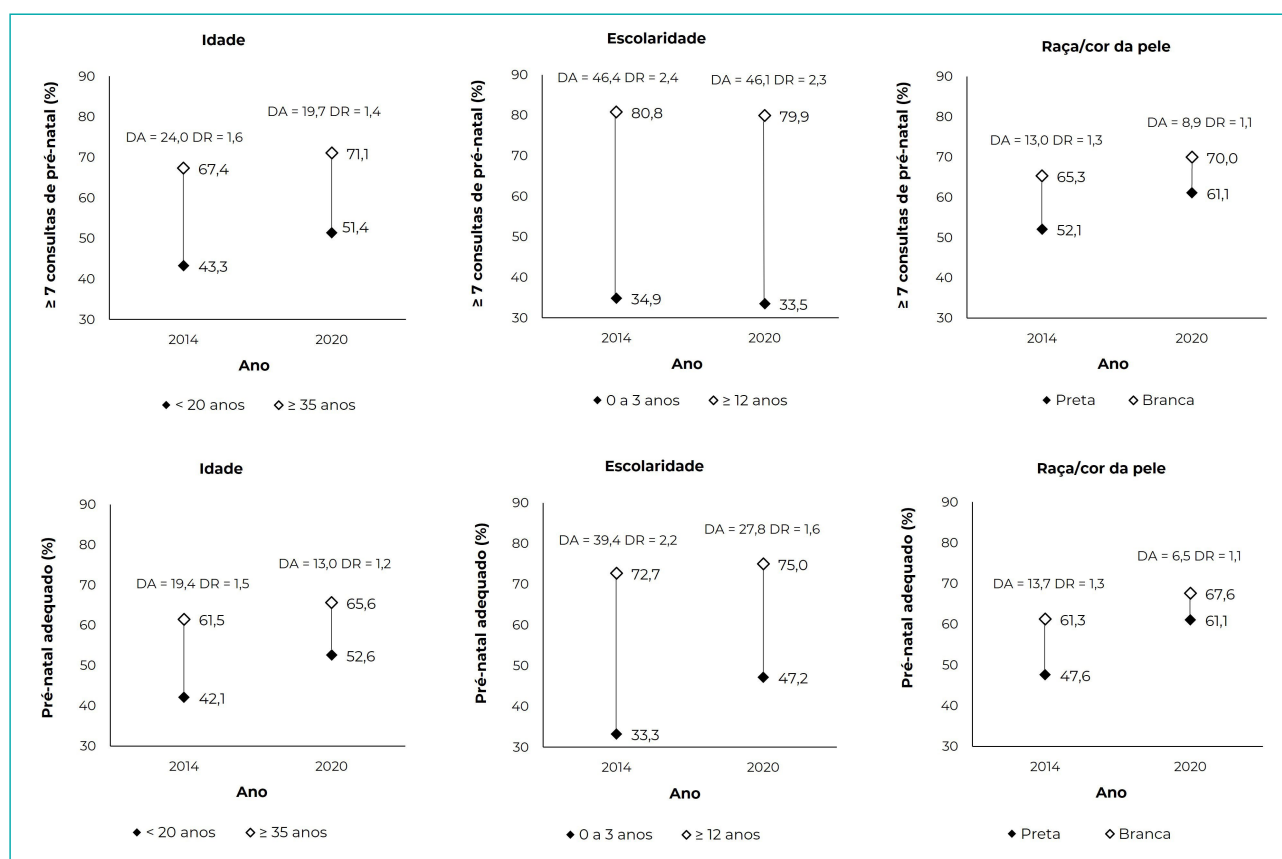 Idade
≥ 7 consultas de pré-natal (%)
90
80
70
60
50
40
30
DA = 24,0 DR = 1,6
DA = 19,7 DR = 1,4
67,4
43,3
71,1
51,4
2014
2020
Ano
< 20 anos
≥ 35 anos
Escolaridade
≥ 7 consultas de pré-natal (%)
90
80
70
60
50
40
30
DA = 46,4 DR = 2,4
DA = 46,1 DR = 2,3
80,8
34,9
79,9
33,5
2014
2020
Ano
0 a 3 anos
≥ 12 anos
Raça/cor da pele
≥ 7 consultas de pré-natal (%)
90
80
70
60
50
40
30
DA = 13,0 DR = 1,3
DA = 8,9 DR = 1,1
65,3
52,1
70,0
61,1
2014
2020
Ano
Preta
Branca
Idade
Pré-natal adequado (%)
90
80
70
60
50
40
30
DA = 19,4 DR = 1,5
DA = 13,0 DR = 1,2
61,5
42,1
65,6
52,6
2014
2020
Ano
< 20 anos
≥ 35 anos
Escolaridade
Pré-natal adequado (%)
90
80
70
60
50
40
30
DA = 39,4 DR = 2,2
DA = 27,8 DR = 1,6
72,7
33,3
75,0
47,2
2014
2020
Ano
0 a 3 anos
≥ 12 anos
Raça/cor da pele
Pré-natal adequado (%)
90
80
70
60
50
40
30
DA = 13,7 DR = 1,3
DA = 6,5 DR = 1,1
61,3
47,6
67,6
61,1
2014
2020
Ano
Preta
Branca